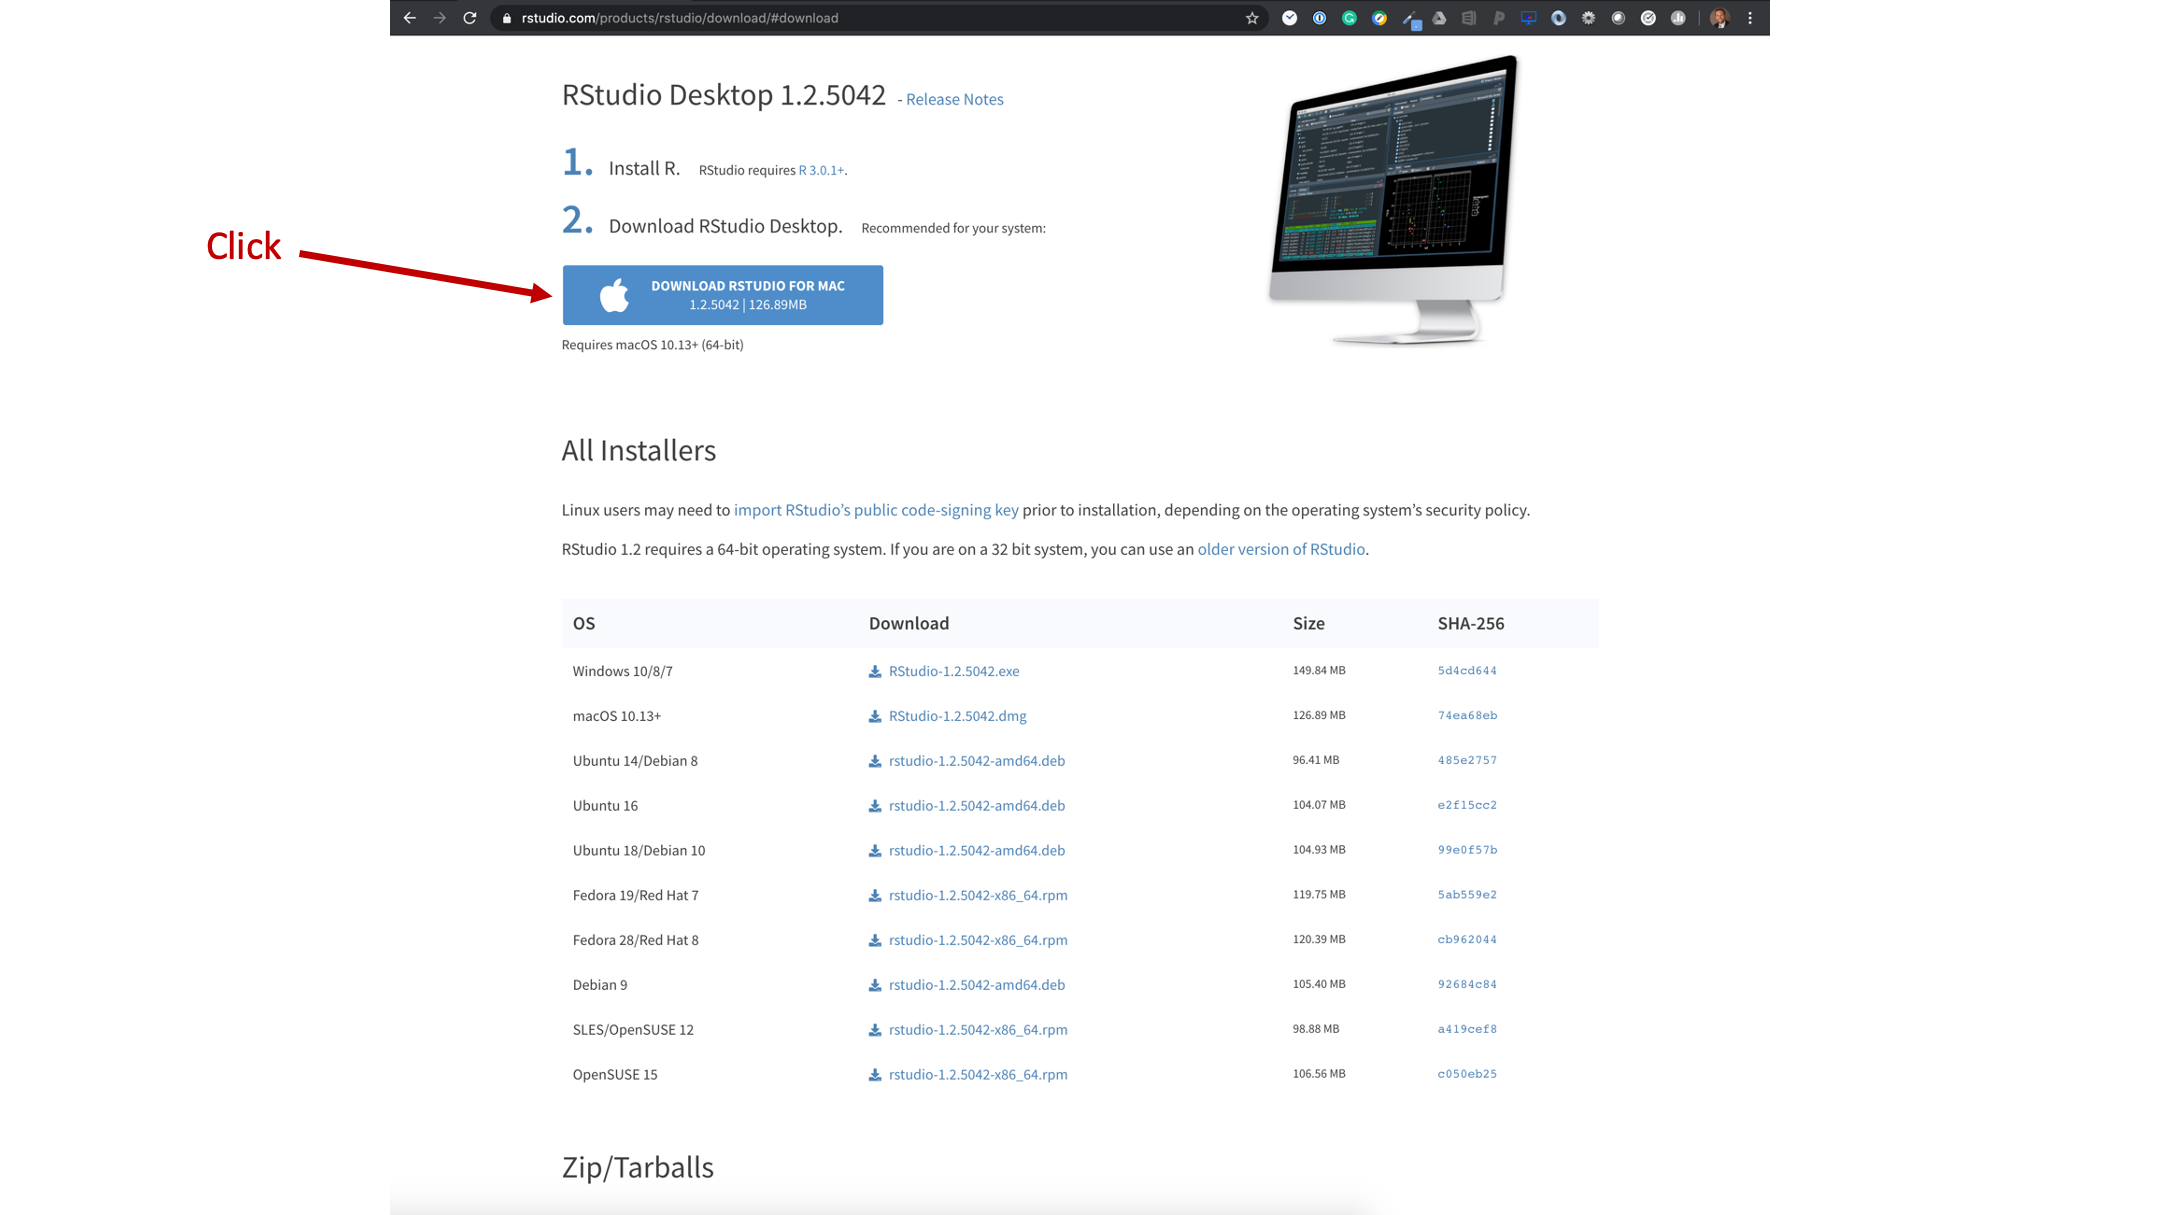 rstudio.com/products/rstudio/download/#download
RStudio Desktop 1.2.5042 - Release Notes
1. Install R. RStudio requires R 3.0.1+.
2. Download RStudio Desktop. Recommended for your system:
Click
DOWNLOAD RSTUDIO FOR MAC
1.2.5042 | 126.89MB
Requires macOS 10.13+ (64-bit)
All Installers
Linux users may need to import RStudio’s public code-signing key prior to installation, depending on the operating system’s security policy.
RStudio 1.2 requires a 64-bit operating system. If you are on a 32 bit system, you can use an older version of RStudio.
OS Download Size SHA-256
Windows 10/8/7 RStudio-1.2.5042.exe 149.84 MB 5d4cd644
macOS 10.13+ RStudio-1.2.5042.dmg 126.89 MB 74ea68eb
Ubuntu 14/Debian 8 rstudio-1.2.5042-amd64.deb 96.41 MB 485e2757
Ubuntu 16 rstudio-1.2.5042-amd64.deb 104.07 MB e2f15cc2
Ubuntu 18/Debian 10 rstudio-1.2.5042-amd64.deb 104.93 MB 99e0f57b
Fedora 19/Red Hat 7 rstudio-1.2.5042-x86_64.rpm 119.75 MB 5ab559e2
Fedora 28/Red Hat 8 rstudio-1.2.5042-x86_64.rpm 120.39 MB cb962044
Debian 9 rstudio-1.2.5042-amd64.deb 105.40 MB 92684c84
SLES/OpenSUSE 12 rstudio-1.2.5042-x86_64.rpm 98.88 MB a419cef8
OpenSUSE 15 rstudio-1.2.5042-x86_64.rpm 106.56 MB c050eb25
Zip/Tarballs